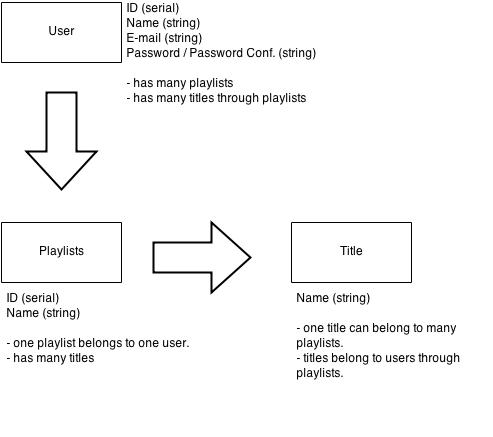 User
ID (serial)
Name (string)
E-mail (string)
Password / Password Conf. (string)
- has many playlists
- has many titles through playlists
Playlists
ID (serial)
Name (string)
- one playlist belongs to one user.
- has many titles
Title
Name (string)
- one title can belong to many
playlists.
- titles belong to users through
playlists.